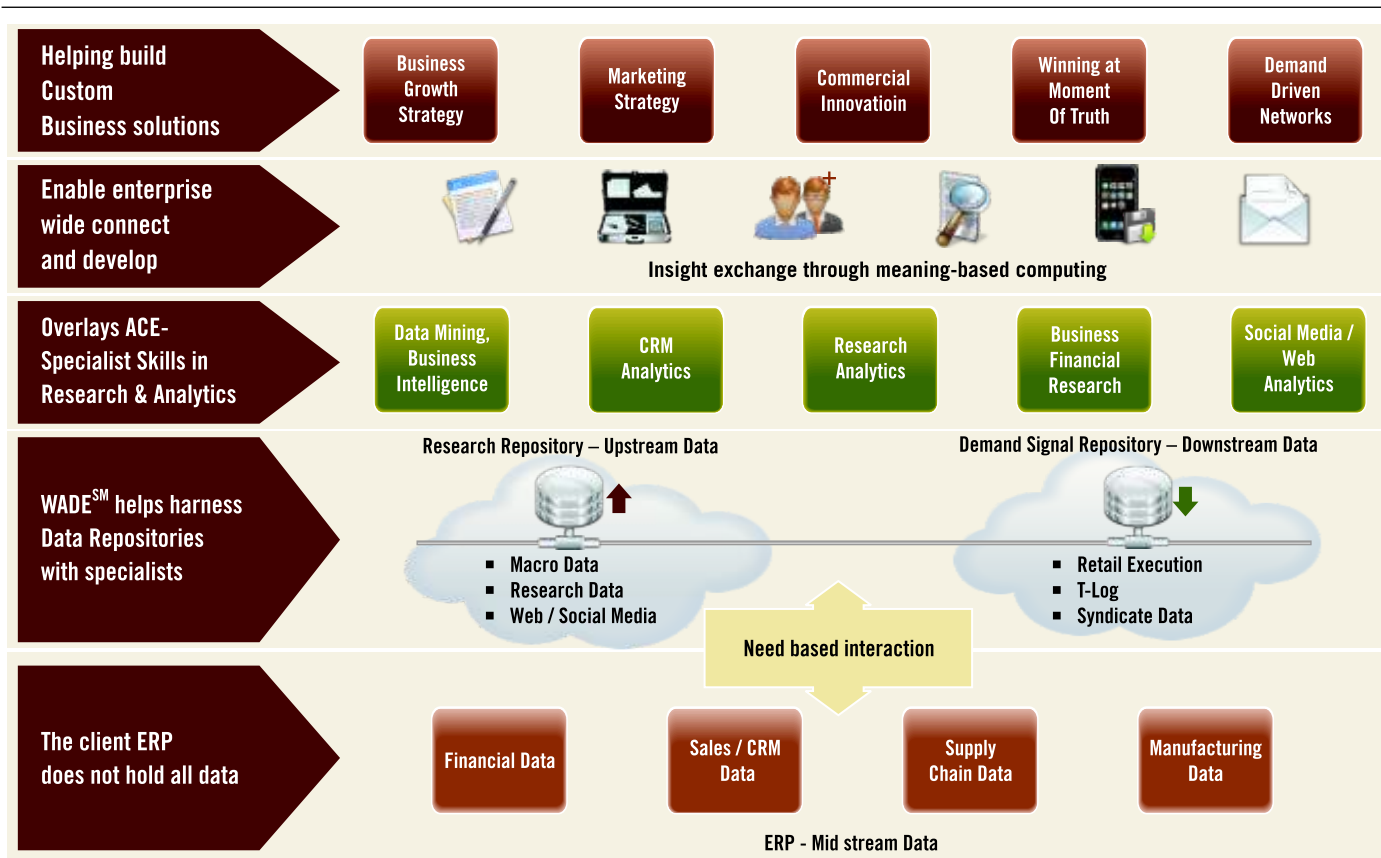 Helping build
Custom
Business solutions
Business
Growth
Strategy
Marketing
Strategy
Commercial
Innovatioin
Winning at
Moment
Of Truth
Demand
Driven
Networks
Enable enterprise
wide connect
and develop
Insight exchange through meaning-based computing
Overlays ACE-
Specialist Skills in
Research & Analytics
Data Mining,
Business
Intelligence
CRM
Analytics
Research
Analytics
Business
Financial
Research
Social Media /
Web
Analytics
WADE℠ helps harness
Data Repositories
with specialists
Research Repository – Upstream Data
▪ Macro Data
▪ Research Data
▪ Web / Social Media
Demand Signal Repository – Downstream Data
▪ Retail Execution
▪ T-Log
▪ Syndicate Data
Need based interaction
The client ERP
does not hold all data
Financial Data
Sales / CRM
Data
Supply
Chain Data
Manufacturing
Data
ERP - Mid stream Data